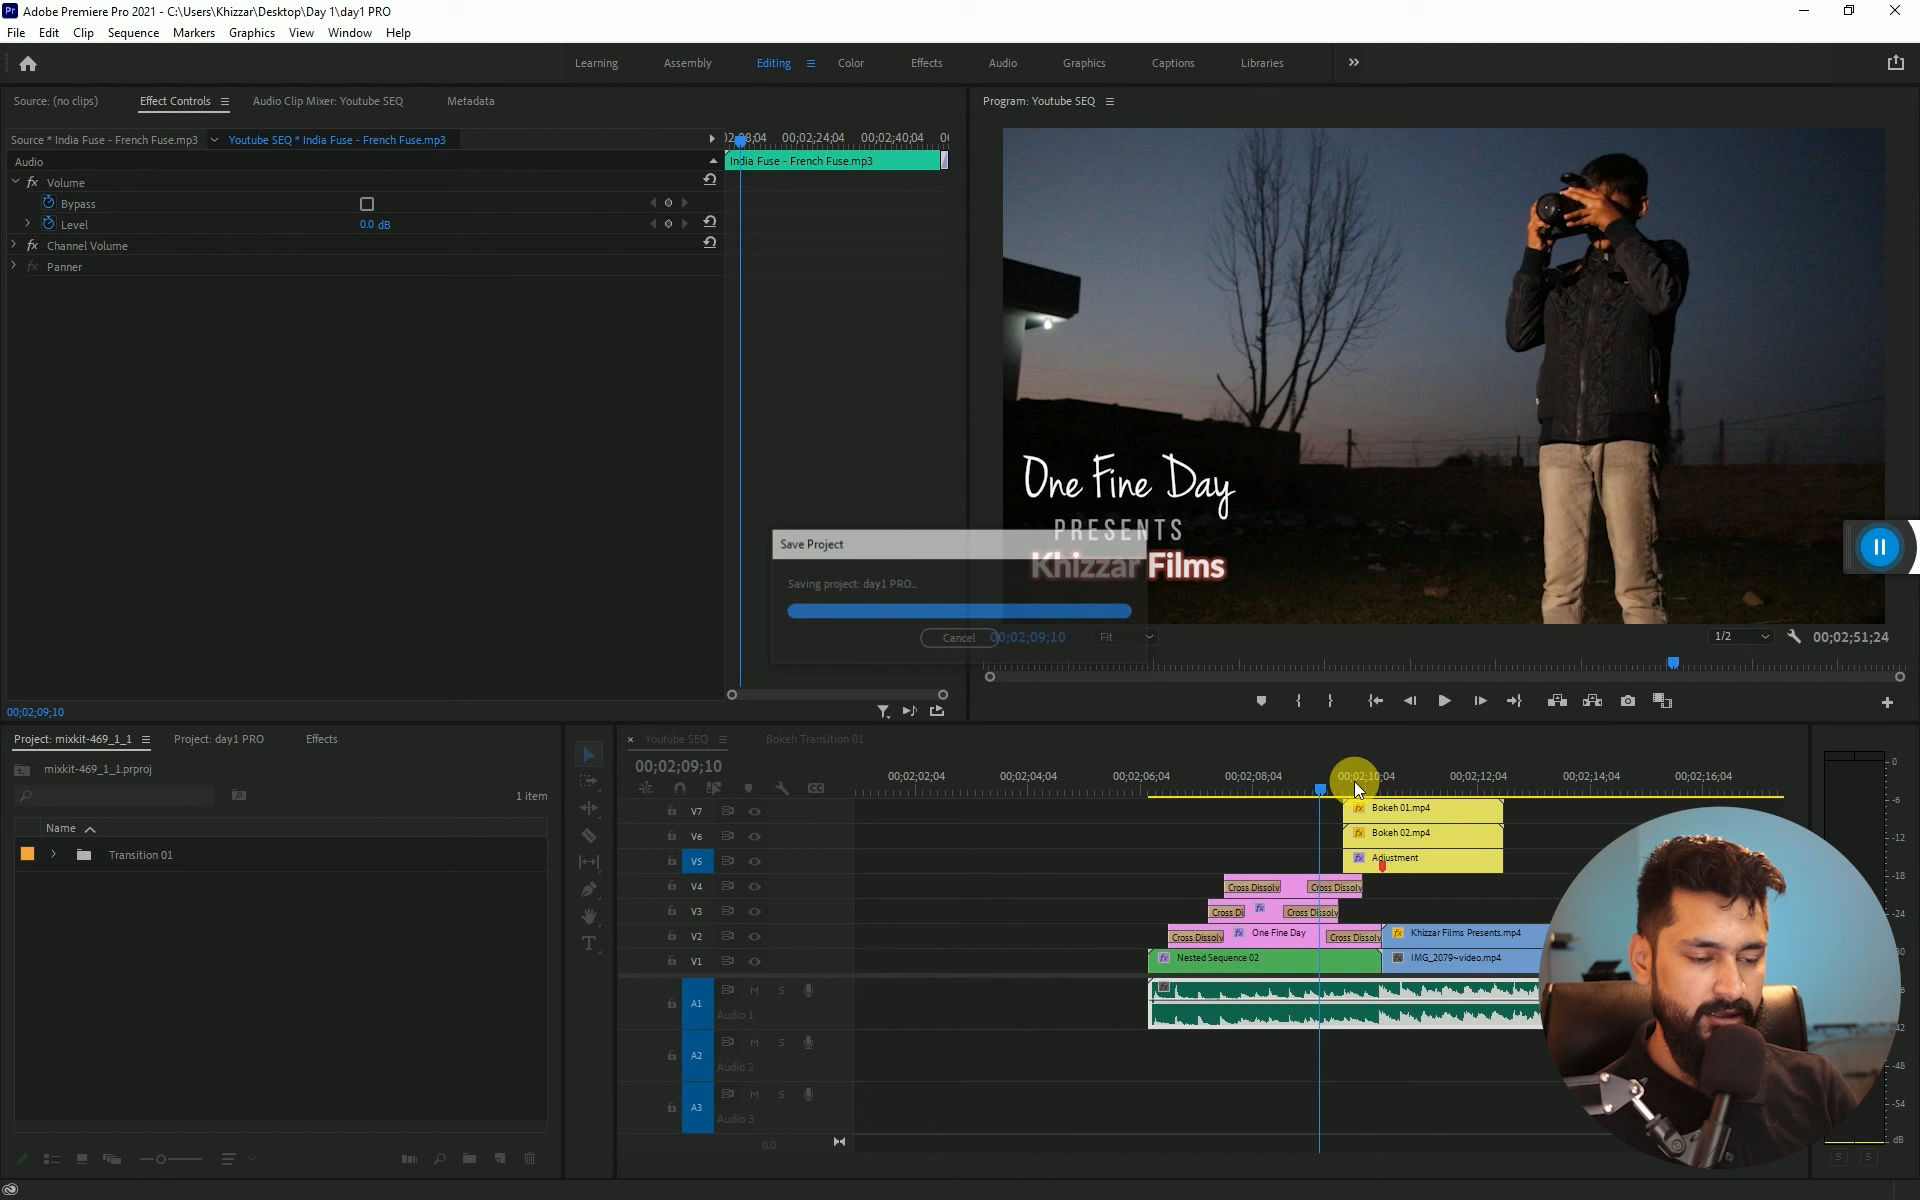 Adobe Premiere Pro 2021 - C:\Users\Khizzar\Desktop\Day 1\day1 PRO
File Edit Clip Sequence Markers Graphics View Window Help
Learning Assembly Editing Color Effects Audio Graphics Captions Libraries
Source: (no clips) Effect Controls Audio Clip Mixer: Youtube SEQ Metadata
Program: Youtube SEQ
Source * India Fuse - French Fuse.mp3 Youtube SEQ * India Fuse - French Fuse.mp3
00;02;24;04 00;02;40;04
Audio
India Fuse - French Fuse.mp3
fx Volume
Bypass
Level 0.0 dB
fx Channel Volume
fx Panner
One Fine Day
PRESENTS
Khizzar Films
Save Project
Saving project: day1 PRO...
Cancel
00;02;09;10 Fit 1/2 00;02;51;24
00;02;09;10
Project: mixkit-469_1_1 Project: day1 PRO Effects
mixkit-469_1_1.prproj
1 item
Name
Transition 01
Youtube SEQ Bokeh Transition 01
00;02;09;10
00;02;02;04 00;02;04;04 00;02;06;04 00;02;08;04 00;02;10;04 00;02;12;04 00;02;14;04 00;02;16;04
V7 fx Bokeh 01.mp4
V6 fx Bokeh 02.mp4
V5 fx Adjustment
V4 Cross Dissolv Cross Dissolv
V3 Cross Di fx Cross Dissolv
V2 Cross Dissolv fx One Fine Day Cross Dissolv fx Khizzar Films Presents.mp4
V1 fx Nested Sequence 02 fx IMG_2079~video.mp4
A1 M S
Audio 1
A2 M S
Audio 2
A3 M S
Audio 3
0.0
0
-6
-12
-18
-24
-48
-54
dB
S S